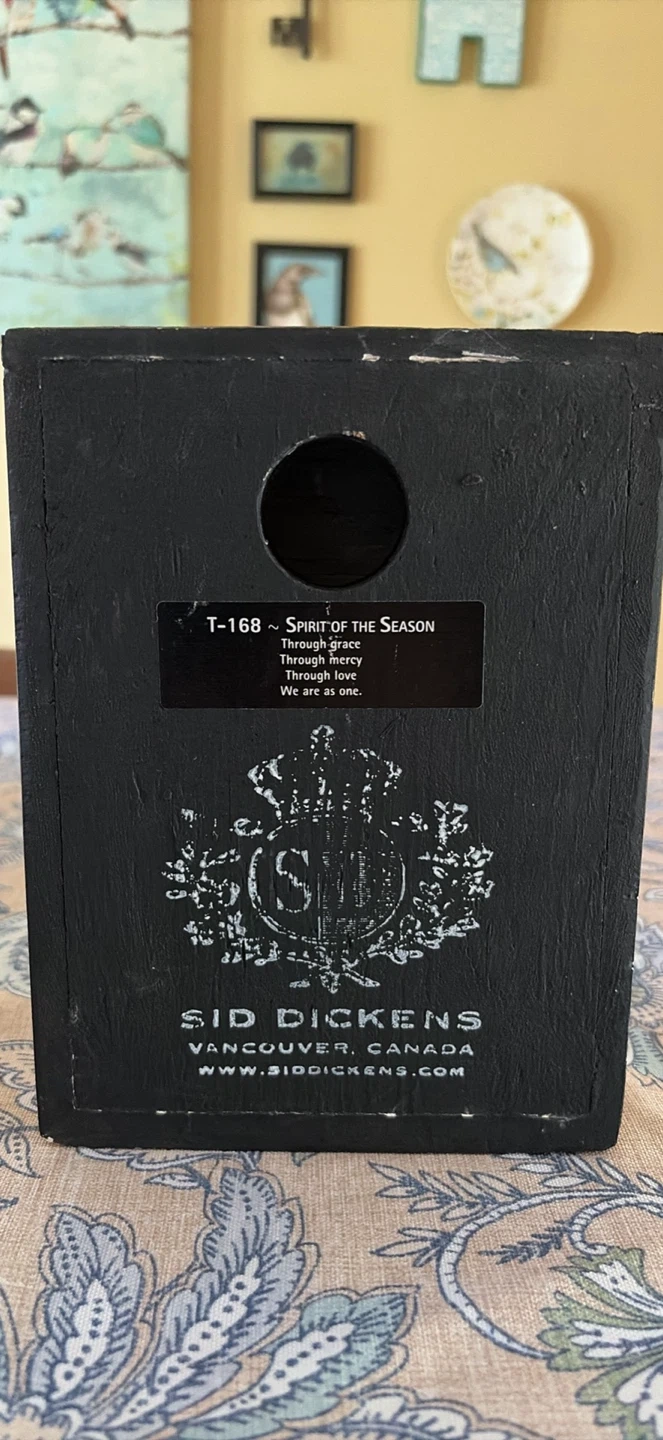 T-168 ~ SPIRIT OF THE SEASON
Through grace
Through mercy
Through love
We are as one.
SD
SID DICKENS
VANCOUVER, CANADA
WWW.SIDDICKENS.COM